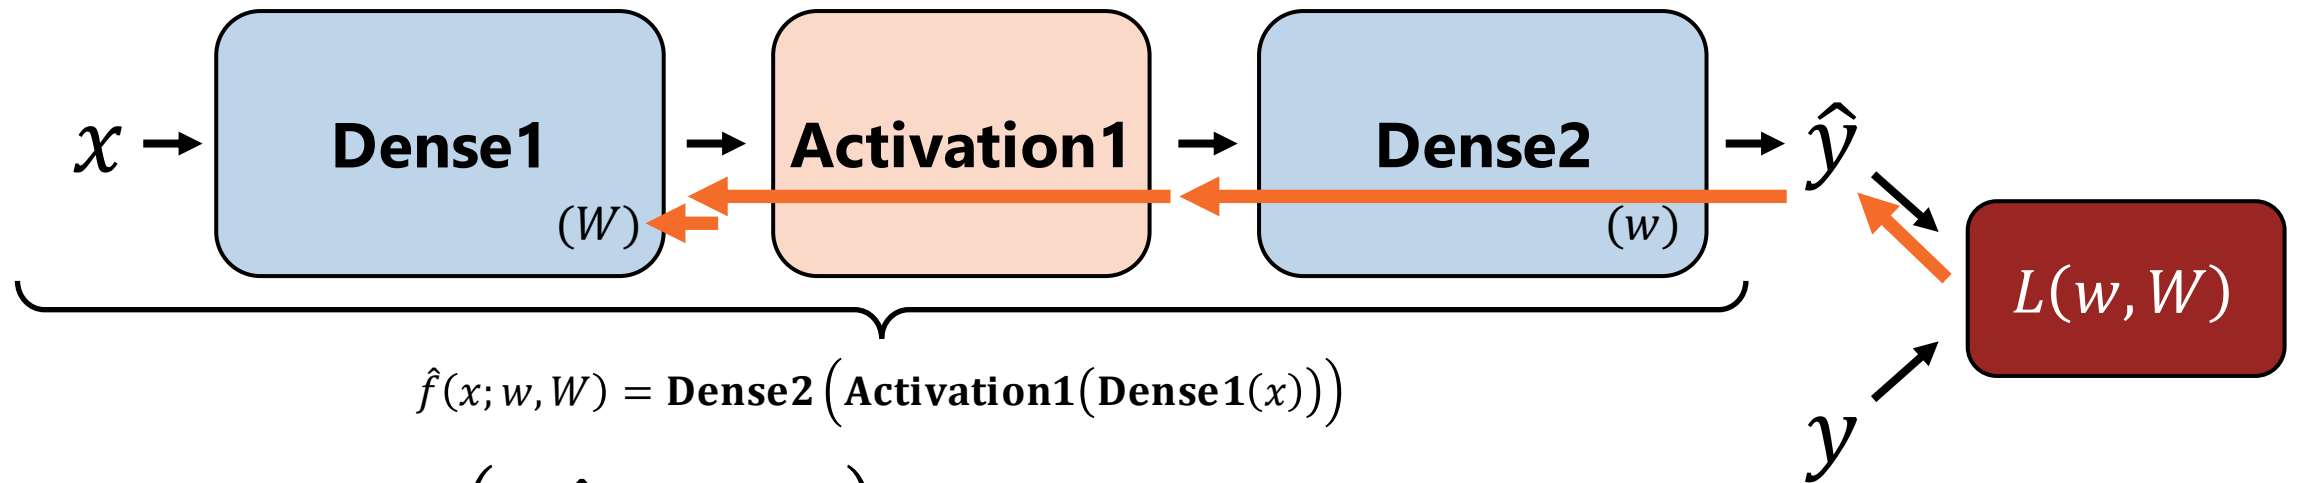 x Dense1 Activation1 Dense2 ŷ
(W) (w)
L(w,W)
f̂(x; w, W) = Dense2(Activation1(Dense1(x)))
y